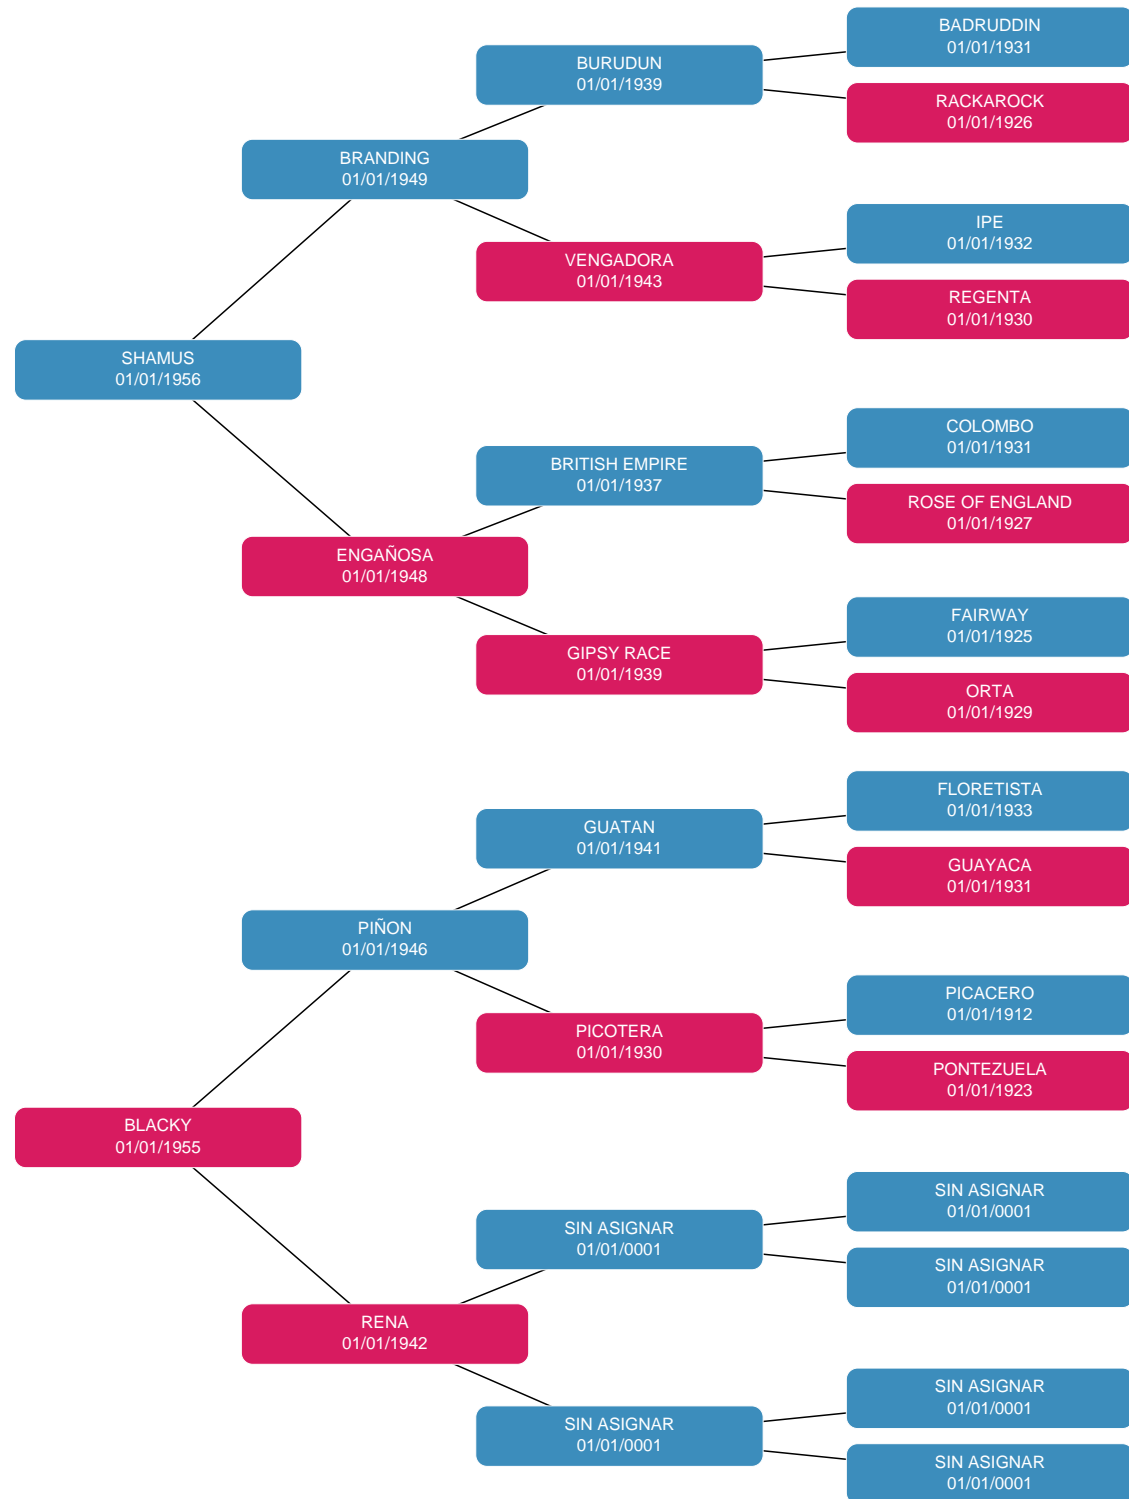 BADRUDDIN
01/01/1931
BURUDUN
01/01/1939
RACKAROCK
01/01/1926
BRANDING
01/01/1949
IPE
01/01/1932
VENGADORA
01/01/1943
REGENTA
01/01/1930
SHAMUS
01/01/1956
COLOMBO
01/01/1931
BRITISH EMPIRE
01/01/1937
ROSE OF ENGLAND
01/01/1927
ENGAÑOSA
01/01/1948
FAIRWAY
01/01/1925
GIPSY RACE
01/01/1939
ORTA
01/01/1929
FLORETISTA
01/01/1933
GUATAN
01/01/1941
GUAYACA
01/01/1931
PIÑON
01/01/1946
PICACERO
01/01/1912
PICOTERA
01/01/1930
PONTEZUELA
01/01/1923
BLACKY
01/01/1955
SIN ASIGNAR
01/01/0001
SIN ASIGNAR
01/01/0001
SIN ASIGNAR
01/01/0001
RENA
01/01/1942
SIN ASIGNAR
01/01/0001
SIN ASIGNAR
01/01/0001
SIN ASIGNAR
01/01/0001